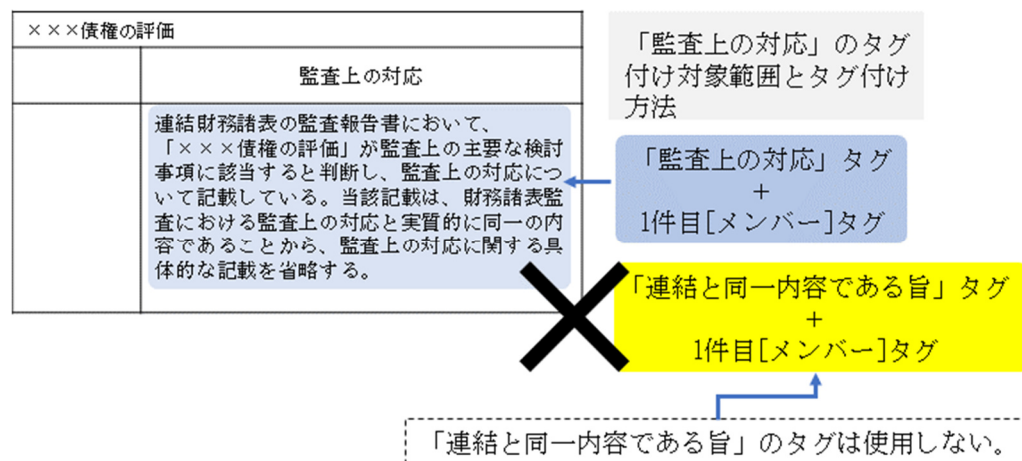 ×××債権の評価
監査上の対応
連結財務諸表の監査報告書において、
「×××債権の評価」が監査上の主要な検討
事項に該当すると判断し、監査上の対応につ
いて記載している。当該記載は、財務諸表監
査における監査上の対応と実質的に同一の内
容であることから、監査上の対応に関する具
体的な記載を省略する。
「監査上の対応」のタグ
付け対象範囲とタグ付け
方法
「監査上の対応」タグ
+
1件目[メンバー]タグ
「連結と同一内容である旨」タグ
+
1件目[メンバー]タグ
「連結と同一内容である旨」のタグは使用しない。